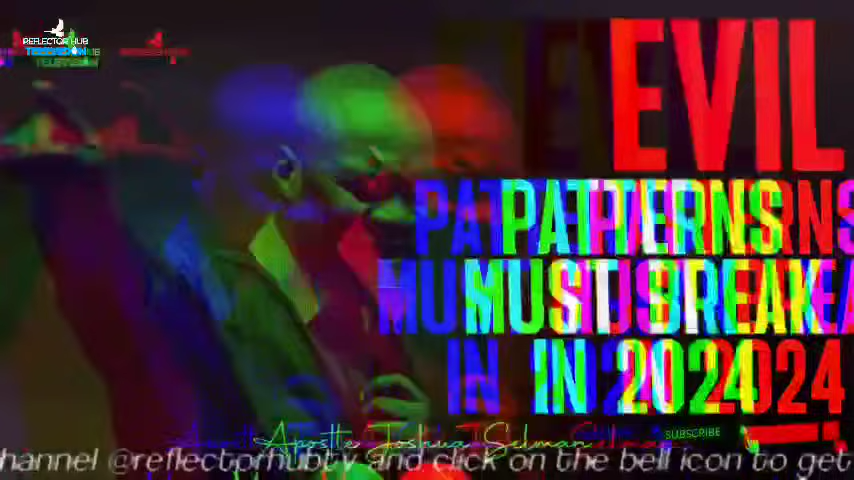 REFLECTOR HUB
TELEVISION
EVIL
PATTERNS
MUST BREAK
IN 2024
Apostle Joshua Selman
SUBSCRIBE
hannel @reflectorhubtv and click on the bell icon to get